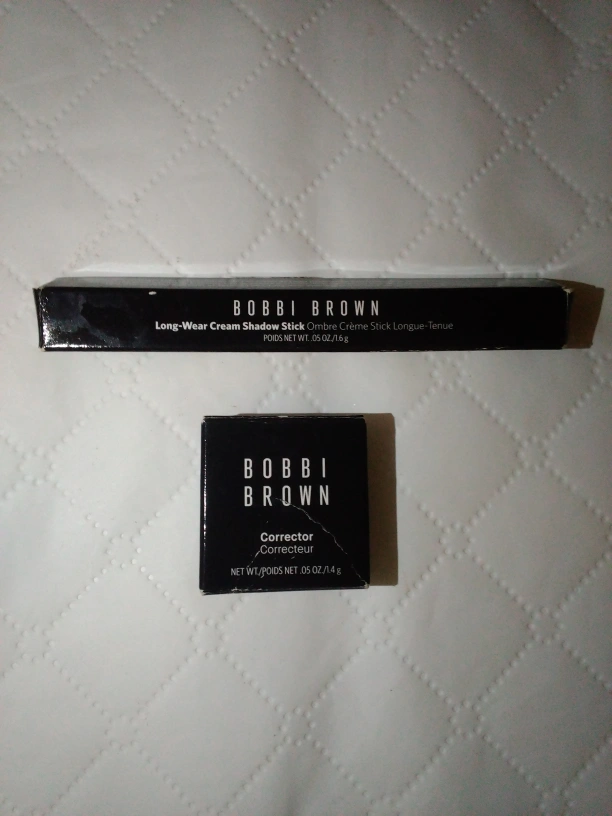 BOBBI BROWN
Long-Wear Cream Shadow Stick Ombre Crème Stick Longue-Tenue
POIDS NET WT. .05 OZ./1.6 g
BOBBI
BROWN
Corrector
Correcteur
NET WT./POIDS NET .05 OZ./1.4 g